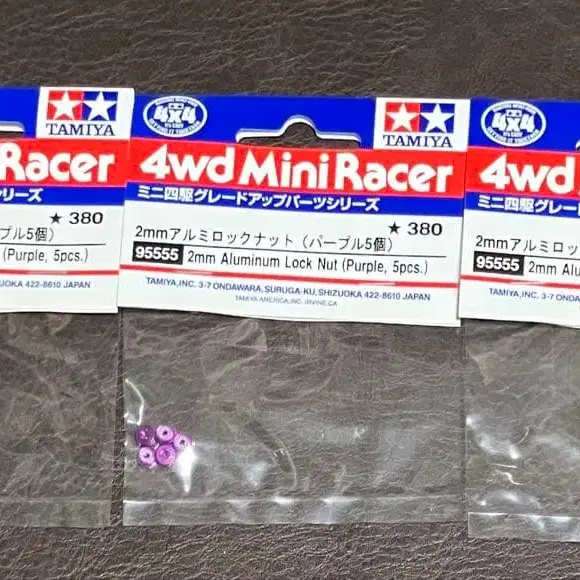 Racer
シリーズ
★ 380
プル5個）
(Purple, 5pcs.)
ZUOKA 422-8610 JAPAN
TAMIYA
4x4
TAMIYA
4wd Mini Racer
ミニ四駆グレードアップパーツシリーズ
★ 380
2mmアルミロックナット（パープル5個）
95555 2mm Aluminum Lock Nut (Purple, 5pcs.)
TAMIYA,INC. 3-7 ONDAWARA, SURUGA-KU, SHIZUOKA 422-8610 JAPAN
TAMIYA AMERICA, INC. IRVINE,CA
4x4
4wd
ミニ四駆グレー
2mmアルミロッ
95555 2mm Alu
TAMIYA,INC. 3-7 OND